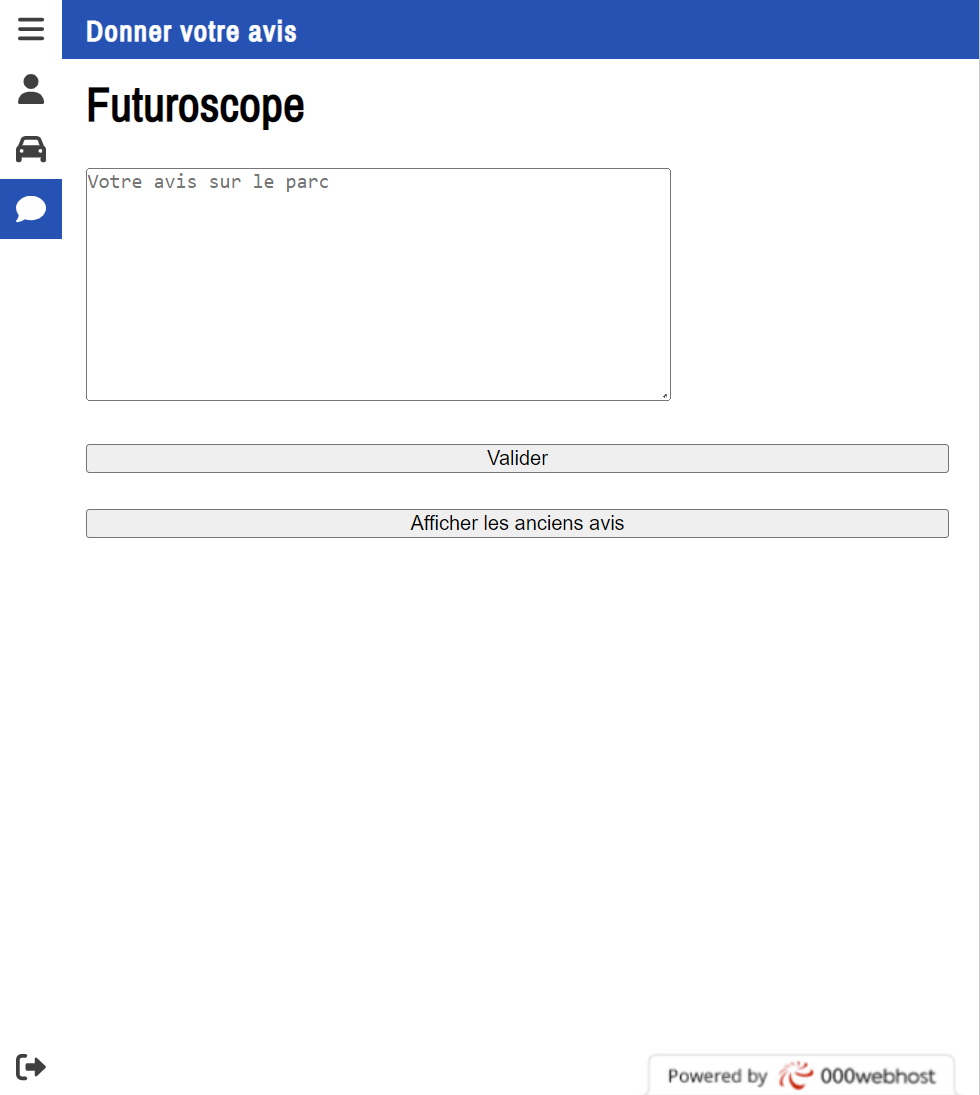 Donner votre avis
Futuroscope
Votre avis sur le parc
Valider
Afficher les anciens avis
Powered by 000webhost